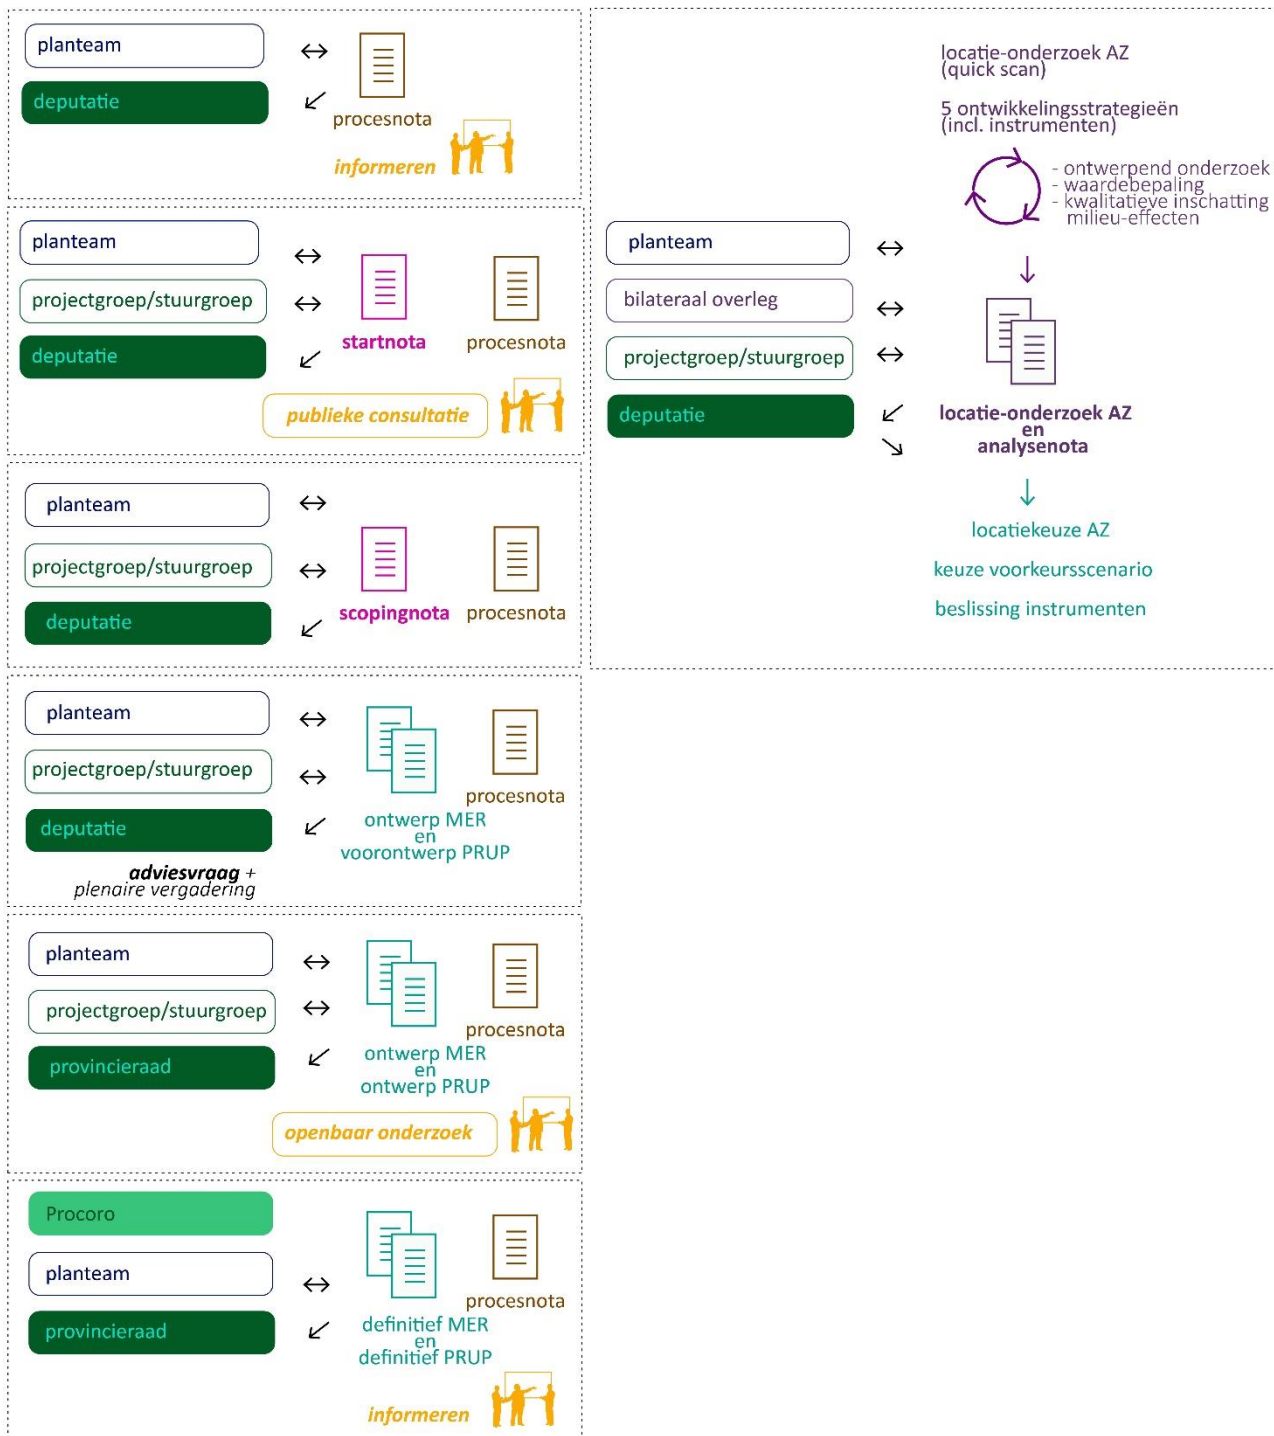 planteam
deputatie
procesnota
informeren
planteam
projectgroep/stuurgroep
deputatie
startnota
procesnota
publieke consultatie
planteam
projectgroep/stuurgroep
deputatie
scopingnota
procesnota
planteam
projectgroep/stuurgroep
deputatie
procesnota
ontwerp MER
en
voorontwerp PRUP
adviesvraag +
plenaire vergadering
planteam
projectgroep/stuurgroep
provincieraad
procesnota
ontwerp MER
en
ontwerp PRUP
openbaar onderzoek
Procoro
planteam
provincieraad
procesnota
definitief MER
en
definitief PRUP
informeren
locatie-onderzoek AZ
(quick scan)
5 ontwikkelingsstrategieën
(incl. instrumenten)
- ontwerpend onderzoek
- waardebepaling
- kwalitatieve inschatting
milieu-effecten
planteam
bilateraal overleg
projectgroep/stuurgroep
deputatie
locatie-onderzoek AZ
en
analysenota
locatiekeuze AZ
keuze voorkeursscenario
beslissing instrumenten